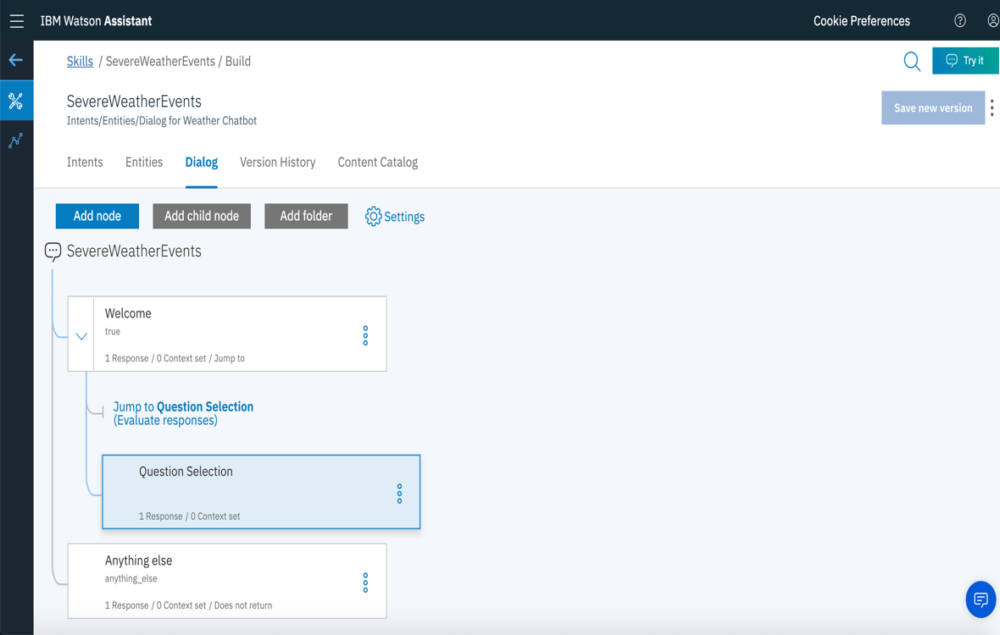 IBM Watson Assistant
Cookie Preferences
Skills / SevereWeatherEvents / Build
Try it
SevereWeatherEvents
Intents/Entities/Dialog for Weather Chatbot
Save new version
Intents Entities Dialog Version History Content Catalog
Add node Add child node Add folder Settings
SevereWeatherEvents
Welcome
true
1 Response / 0 Context set / Jump to
Jump to Question Selection
(Evaluate responses)
Question Selection
1 Response / 0 Context set
Anything else
anything_else
1 Response / 0 Context set / Does not return